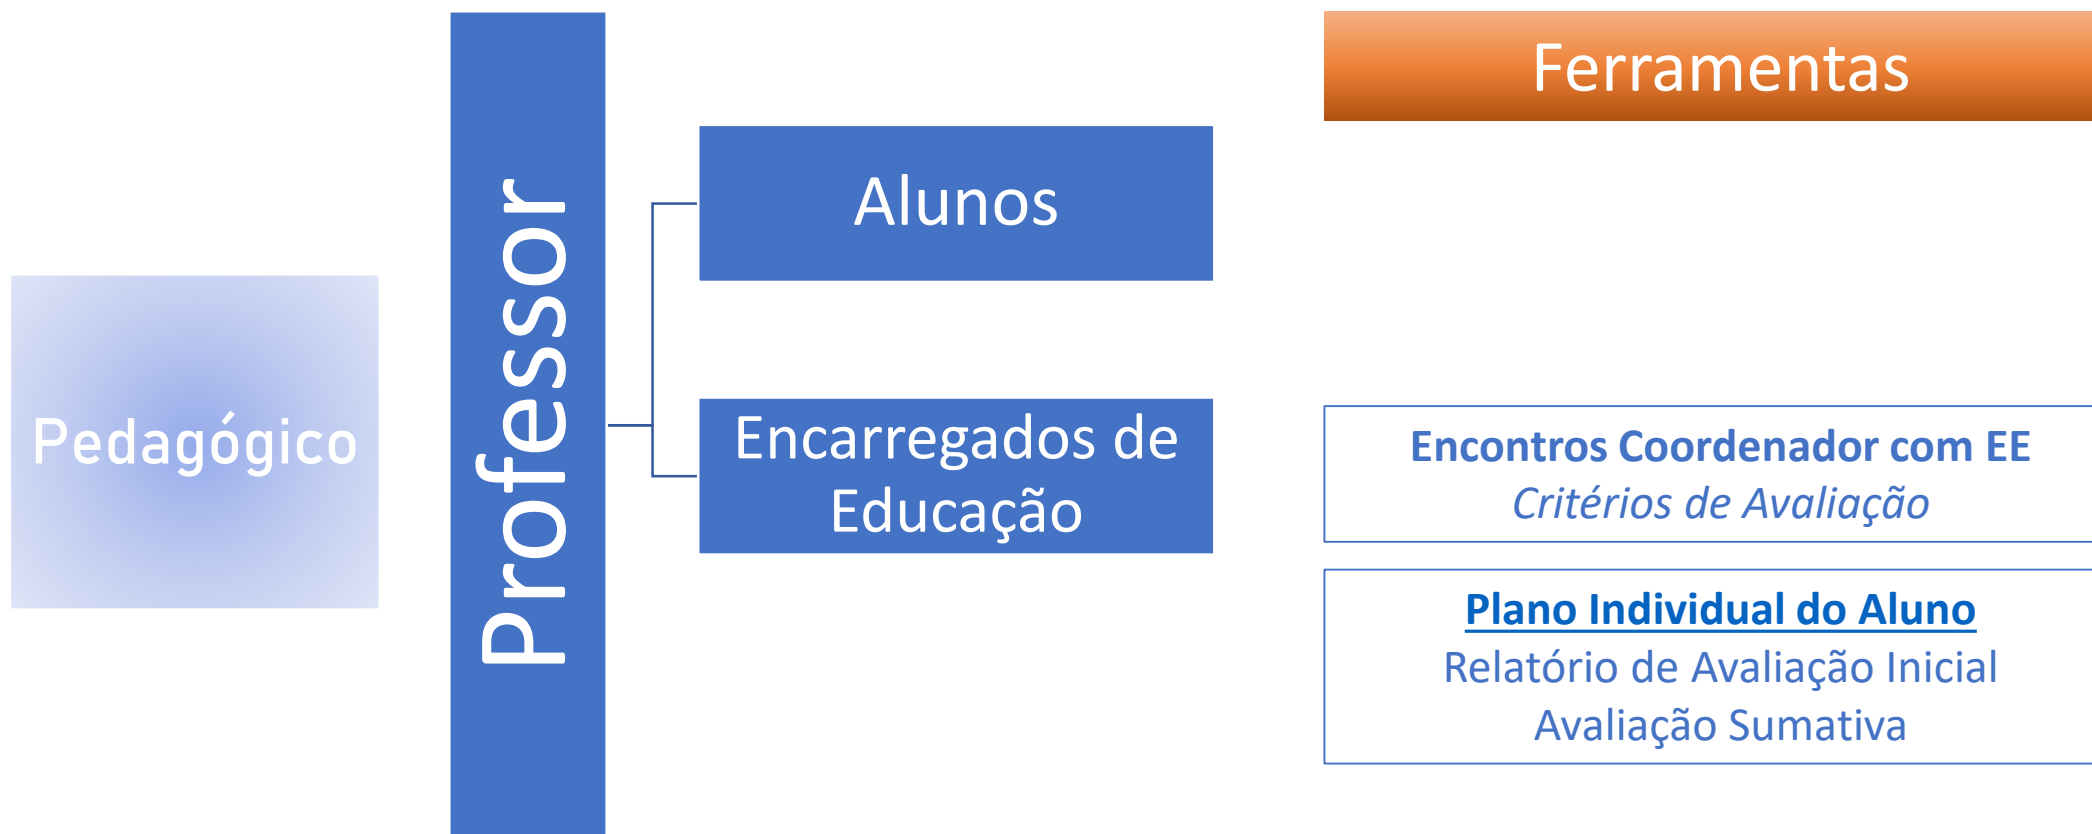 Pedagógico
Professor
Alunos
Encarregados de
Educação
Ferramentas
Encontros Coordenador com EE
Critérios de Avaliação
Plano Individual do Aluno
Relatório de Avaliação Inicial
Avaliação Sumativa